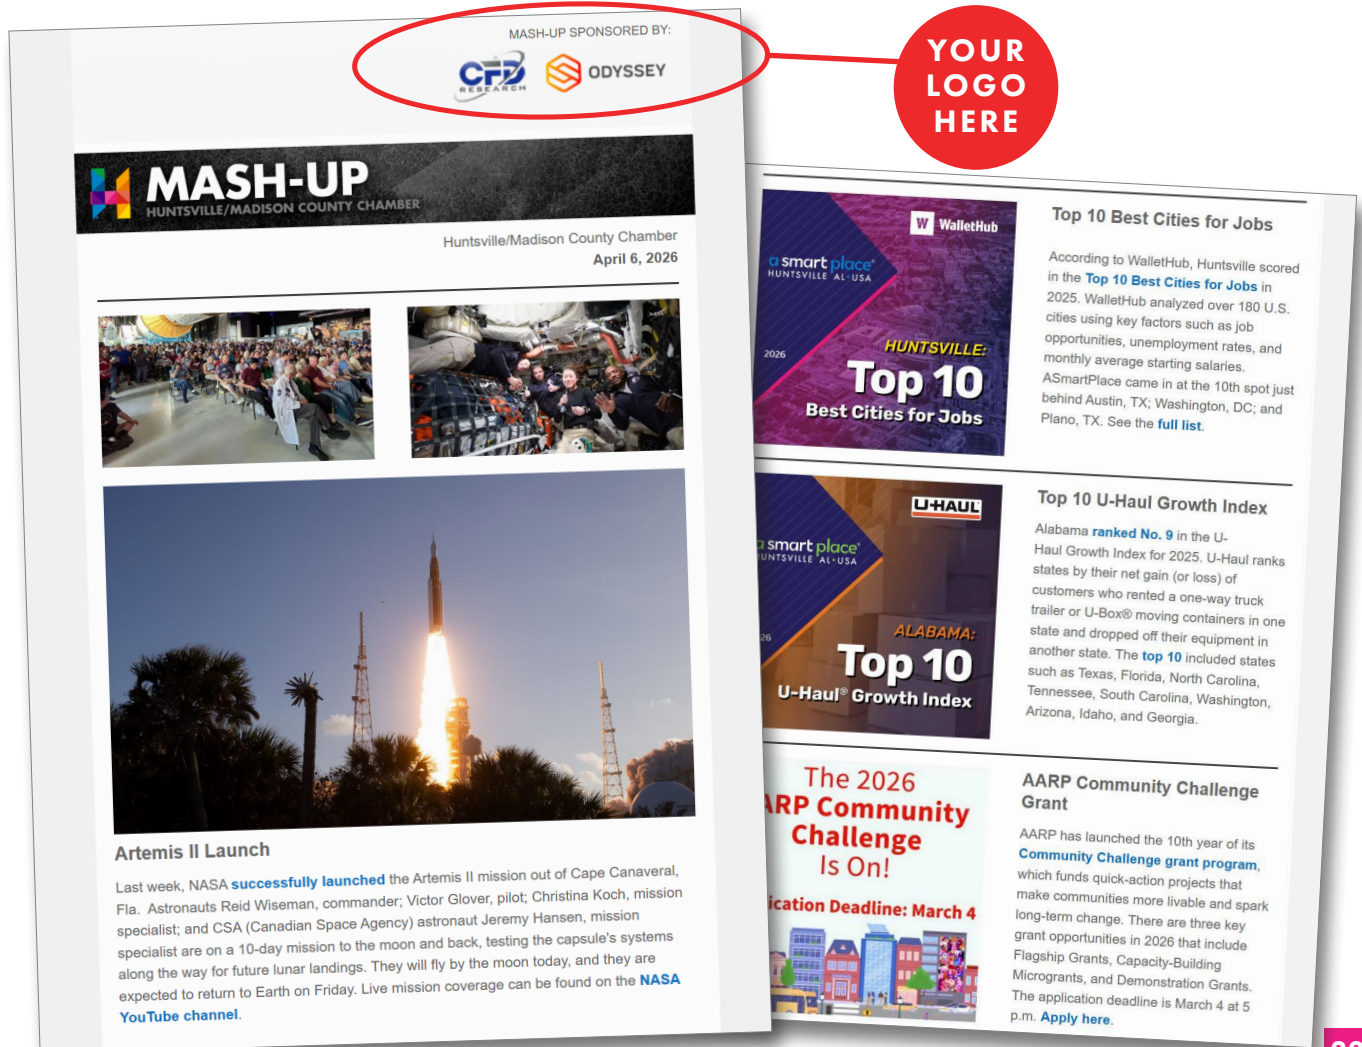 MASH-UP SPONSORED BY:
CFD
RESEARCH
ODYSSEY
YOUR
LOGO
HERE
MASH-UP
HUNTSVILLE/MADISON COUNTY CHAMBER
Huntsville/Madison County Chamber
April 6, 2026
Artemis II Launch
Last week, NASA successfully launched the Artemis II mission out of Cape Canaveral,
Fla. Astronauts Reid Wiseman, commander; Victor Glover, pilot; Christina Koch, mission
specialist; and CSA (Canadian Space Agency) astronaut Jeremy Hansen, mission
specialist are on a 10-day mission to the moon and back, testing the capsule's systems
along the way for future lunar landings. They will fly by the moon today, and they are
expected to return to Earth on Friday. Live mission coverage can be found on the NASA
YouTube channel.
W WalletHub
a smart place
HUNTSVILLE AL·USA
2026
HUNTSVILLE:
Top 10
Best Cities for Jobs
Top 10 Best Cities for Jobs
According to WalletHub, Huntsville scored
in the Top 10 Best Cities for Jobs in
2025. WalletHub analyzed over 180 U.S.
cities using key factors such as job
opportunities, unemployment rates, and
monthly average starting salaries.
ASmartPlace came in at the 10th spot just
behind Austin, TX; Washington, DC; and
Plano, TX. See the full list.
U-HAUL
a smart place
HUNTSVILLE AL·USA
26
ALABAMA:
Top 10
U-Haul® Growth Index
Top 10 U-Haul Growth Index
Alabama ranked No. 9 in the U-
Haul Growth Index for 2025. U-Haul ranks
states by their net gain (or loss) of
customers who rented a one-way truck
trailer or U-Box® moving containers in one
state and dropped off their equipment in
another state. The top 10 included states
such as Texas, Florida, North Carolina,
Tennessee, South Carolina, Washington,
Arizona, Idaho, and Georgia.
The 2026
ARP Community
Challenge
Is On!
ication Deadline: March 4
AARP Community Challenge
Grant
AARP has launched the 10th year of its
Community Challenge grant program,
which funds quick-action projects that
make communities more livable and spark
long-term change. There are three key
grant opportunities in 2026 that include
Flagship Grants, Capacity-Building
Microgrants, and Demonstration Grants.
The application deadline is March 4 at 5
p.m. Apply here.